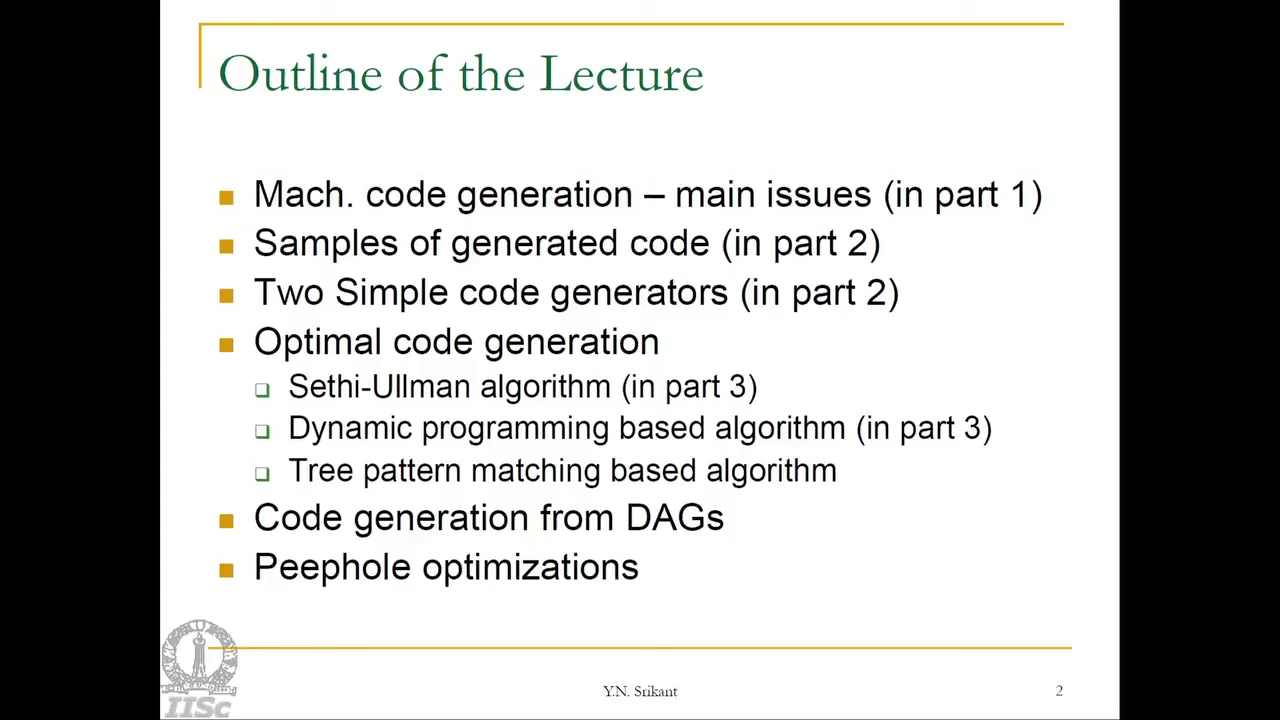 Outline of the Lecture
Mach. code generation – main issues (in part 1)
Samples of generated code (in part 2)
Two Simple code generators (in part 2)
Optimal code generation
Sethi-Ullman algorithm (in part 3)
Dynamic programming based algorithm (in part 3)
Tree pattern matching based algorithm
Code generation from DAGs
Peephole optimizations
IISc
Y.N. Srikant
2